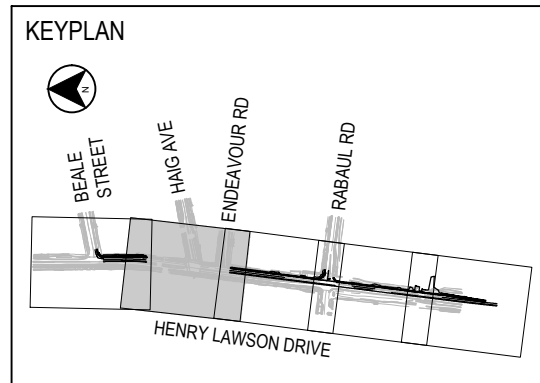 KEYPLAN
N
BEALE
STREET
HAIG AVE
ENDEAVOUR RD
RABAUL RD
HENRY LAWSON DRIVE